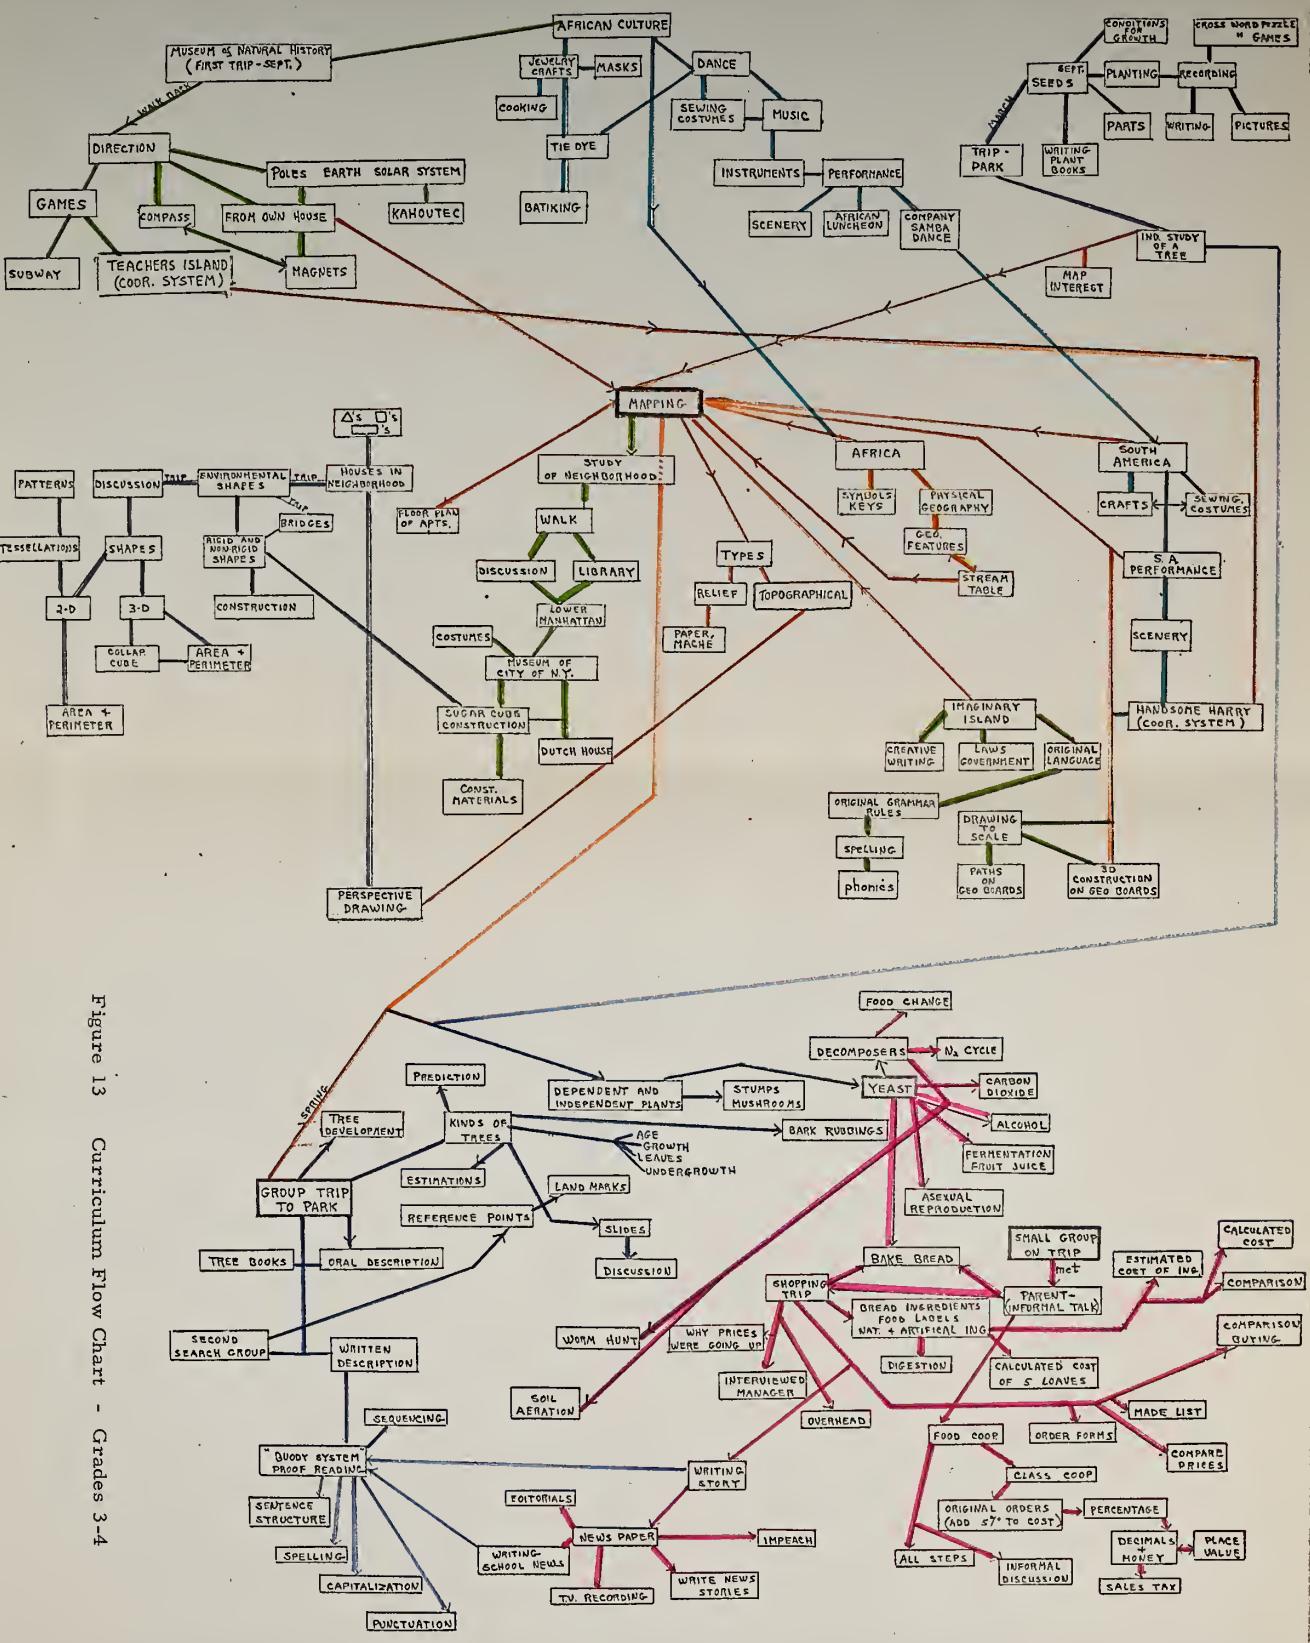 AFRICAN CULTURE
MUSEUM OF NATURAL HISTORY
(FIRST TRIP-SEPT.)
WALK BACK
JEWELRY
CRAFTS
MASKS
DANCE
COOKING
SEWING
COSTUMES
MUSIC
TIE DYE
BATIKING
INSTRUMENTS
PERFORMANCE
SCENERY
AFRICAN
LUNCHEON
COMPANY
SAMBA
DANCE
CONDITIONS
FOR
GROWTH
CROSS WORD PUZZLE
" GAMES
SEPT.
SEEDS
PLANTING
RECORDING
MARCH
PARTS
WRITING
PICTURES
TRIP-
PARK
WRITING
PLANT
BOOKS
IND. STUDY
OF A
TREE
MAP
INTEREST
DIRECTION
POLES EARTH SOLAR SYSTEM
GAMES
COMPASS
FROM OWN HOUSE
KAHOUTEC
SUBWAY
TEACHERS ISLAND
(COOR. SYSTEM)
MAGNETS
MAPPING
△'s □'s
▭'s
PATTERNS
DISCUSSION
TRIP
ENVIRONMENTAL
SHAPES
TRIP
HOUSES IN
NEIGHBORHOOD
TRIP
BRIDGES
TESSELLATIONS
SHAPES
RIGID AND
NON-RIGID
SHAPES
2-D
3-D
CONSTRUCTION
COLLAP.
CUBE
AREA +
PERIMETER
AREA +
PERIMETER
FLOOR PLAN
OF APTS.
STUDY
OF NEIGHBORHOOD
WALK
DISCUSSION
LIBRARY
LOWER
MANHATTAN
COSTUMES
MUSEUM OF
CITY OF N.Y.
SUGAR CUBE
CONSTRUCTION
DUTCH HOUSE
CONST.
MATERIALS
TYPES
RELIEF
TOPOGRAPHICAL
PAPER,
MACHE
AFRICA
SYMBOLS
KEYS
PHYSICAL
GEOGRAPHY
GEO.
FEATURES
STREAM
TABLE
SOUTH
AMERICA
CRAFTS
SEWING.
COSTUMES
S.A.
PERFORMANCE
SCENERY
HANDSOME HARRY
(COOR. SYSTEM)
IMAGINARY
ISLAND
CREATIVE
WRITING
LAWS
GOVERNMENT
ORIGINAL
LANGUAGE
ORIGINAL GRAMMAR
RULES
SPELLING
phonics
DRAWING
TO
SCALE
PATHS
ON
GEO BOARDS
3D
CONSTRUCTION
ON GEO BOARDS
PERSPECTIVE
DRAWING
Figure 13 Curriculum Flow Chart - Grades 3-4
SPRING
PREDICTION
TREE
DEVELOPMENT
KINDS OF
TREES
ESTIMATIONS
GROUP TRIP
TO PARK
DEPENDENT AND
INDEPENDENT PLANTS
STUMPS
MUSHROOMS
BARK RUBBINGS
AGE
GROWTH
LEAVES
UNDERGROWTH
LAND MARKS
REFERENCE POINTS
SLIDES
DISCUSSION
TREE BOOKS
ORAL DESCRIPTION
SECOND
SEARCH GROUP
WRITTEN
DESCRIPTION
SEQUENCING
"BUDDY SYSTEM"
PROOF READING
SENTENCE
STRUCTURE
SPELLING
CAPITALIZATION
PUNCTUATION
FOOD CHANGE
DECOMPOSERS
N₂ CYCLE
YEAST
CARBON
DIOXIDE
ALCOHOL
FERMENTATION
FRUIT JUICE
ASEXUAL
REPRODUCTION
BAKE BREAD
SMALL GROUP
ON TRIP
met
PARENT-
(INFORMAL TALK)
SHOPPING
TRIP
BREAD INGREDIENTS
FOOD LABELS
NAT. + ARTIFICAL ING
ESTIMATED
COST OF ING.
CALCULATED
COST
COMPARISON
COMPARISON
BUYING
WORM HUNT
WHY PRICES
WERE GOING UP
DIGESTION
CALCULATED COST
OF 5 LOAVES
INTERVIEWED
MANAGER
OVERHEAD
SOIL
AERATION
MADE LIST
ORDER FORMS
COMPARE
PRICES
FOOD COOP
CLASS COOP
ORIGINAL ORDERS
(ADD 5% TO COST)
PERCENTAGE
DECIMALS
+
MONEY
PLACE
VALUE
SALES TAX
ALL STEPS
INFORMAL
DISCUSSION
WRITING
STORY
EDITORIALS
NEWS PAPER
IMPEACH
WRITING
SCHOOL NEWS
T.V. RECORDING
WRITE NEWS
STORIES